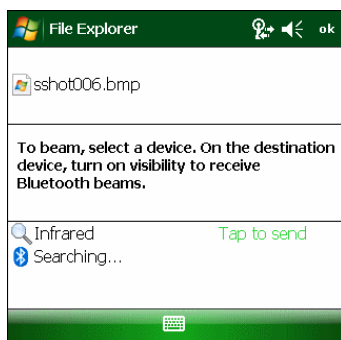 File Explorer ok
sshot006.bmp
To beam, select a device. On the destination
device, turn on visibility to receive
Bluetooth beams.
Infrared Tap to send
Searching...